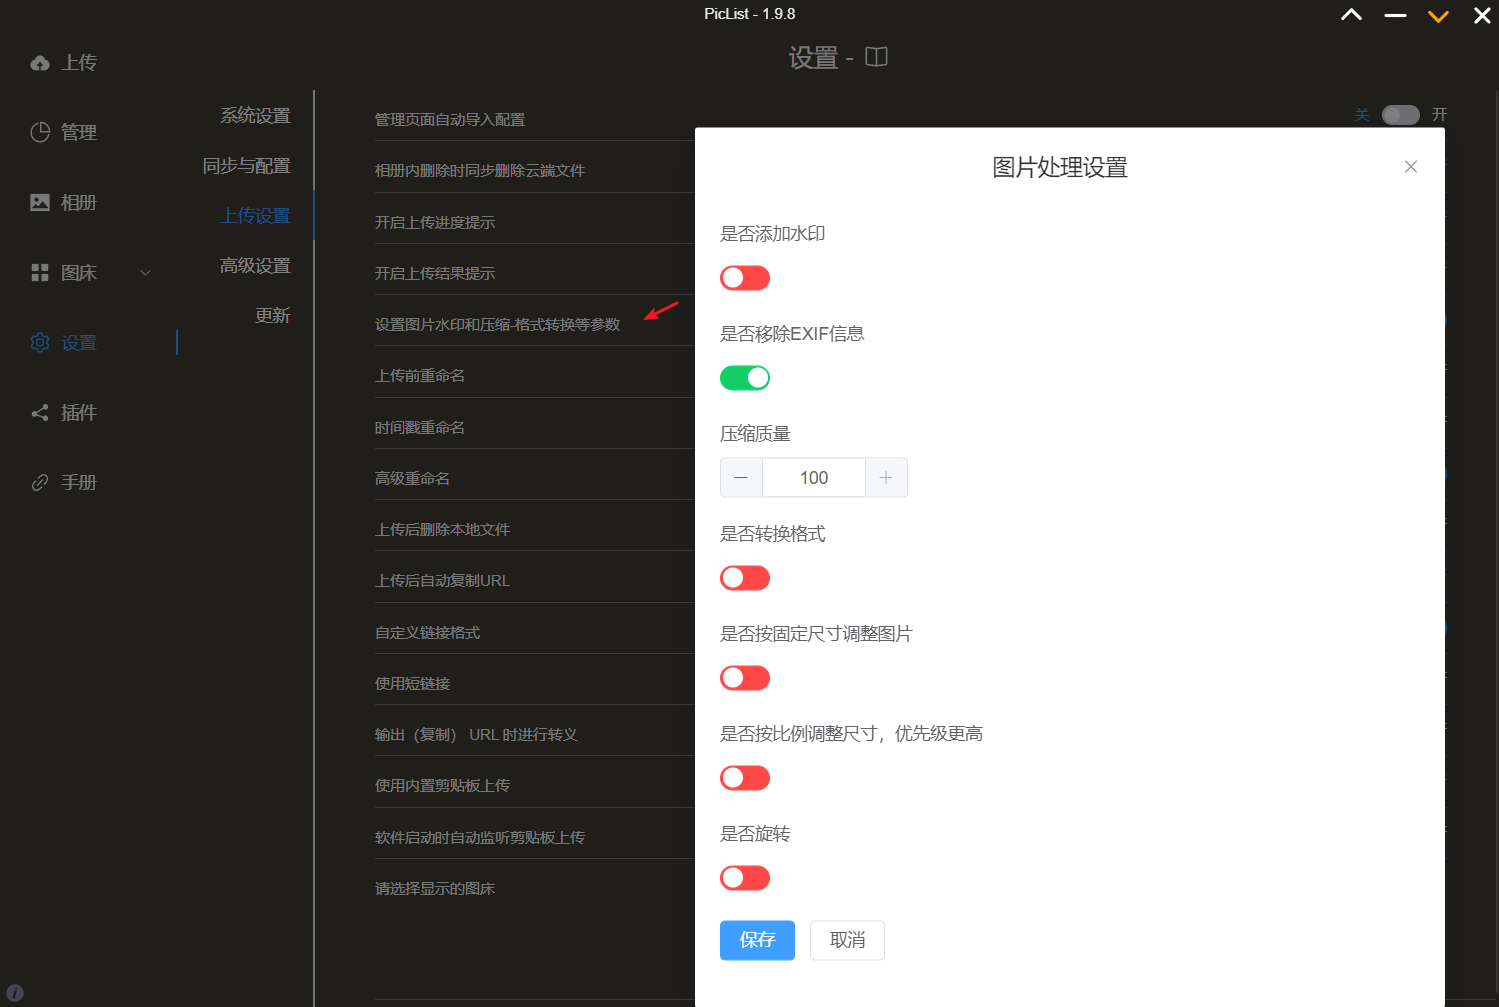 PicList - 1.9.8
设置 -
上传
管理
相册
图床
设置
插件
手册
系统设置
同步与配置
上传设置
高级设置
更新
管理页面自动导入配置
关 开
相册内删除时同步删除云端文件
开启上传进度提示
开启上传结果提示
设置图片水印和压缩-格式转换等参数
上传前重命名
时间戳重命名
高级重命名
上传后删除本地文件
上传后自动复制URL
自定义链接格式
使用短链接
输出（复制） URL 时进行转义
使用内置剪贴板上传
软件启动时自动监听剪贴板上传
请选择显示的图床
图片处理设置
是否添加水印
是否移除EXIF信息
压缩质量
100
是否转换格式
是否按固定尺寸调整图片
是否按比例调整尺寸，优先级更高
是否旋转
保存 取消